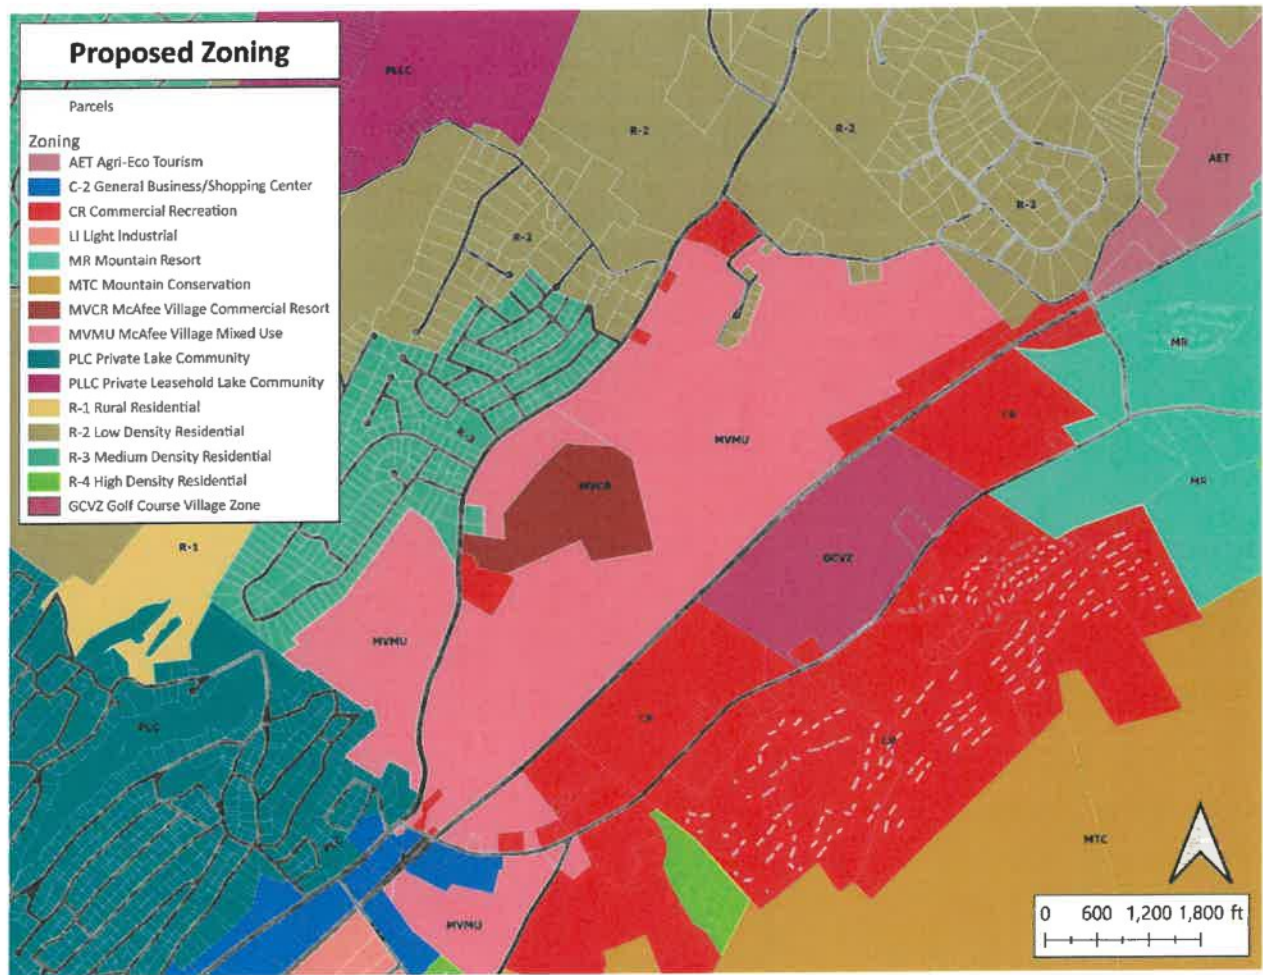 Proposed Zoning
Parcels
Zoning
AET Agri-Eco Tourism
C-2 General Business/Shopping Center
CR Commercial Recreation
LI Light Industrial
MR Mountain Resort
MTC Mountain Conservation
MVCR McAfee Village Commercial Resort
MVMU McAfee Village Mixed Use
PLC Private Lake Community
PLLC Private Leasehold Lake Community
R-1 Rural Residential
R-2 Low Density Residential
R-3 Medium Density Residential
R-4 High Density Residential
GCVZ Golf Course Village Zone
PLLC
R-2
R-2
AET
R-2
R-2
MR
CR
R-3
MVMU
MR
MVCR
R-1
GCVZ
MVMU
CR
PLC
CR
MTC
PLC
MVMU
0 600 1,200 1,800 ft